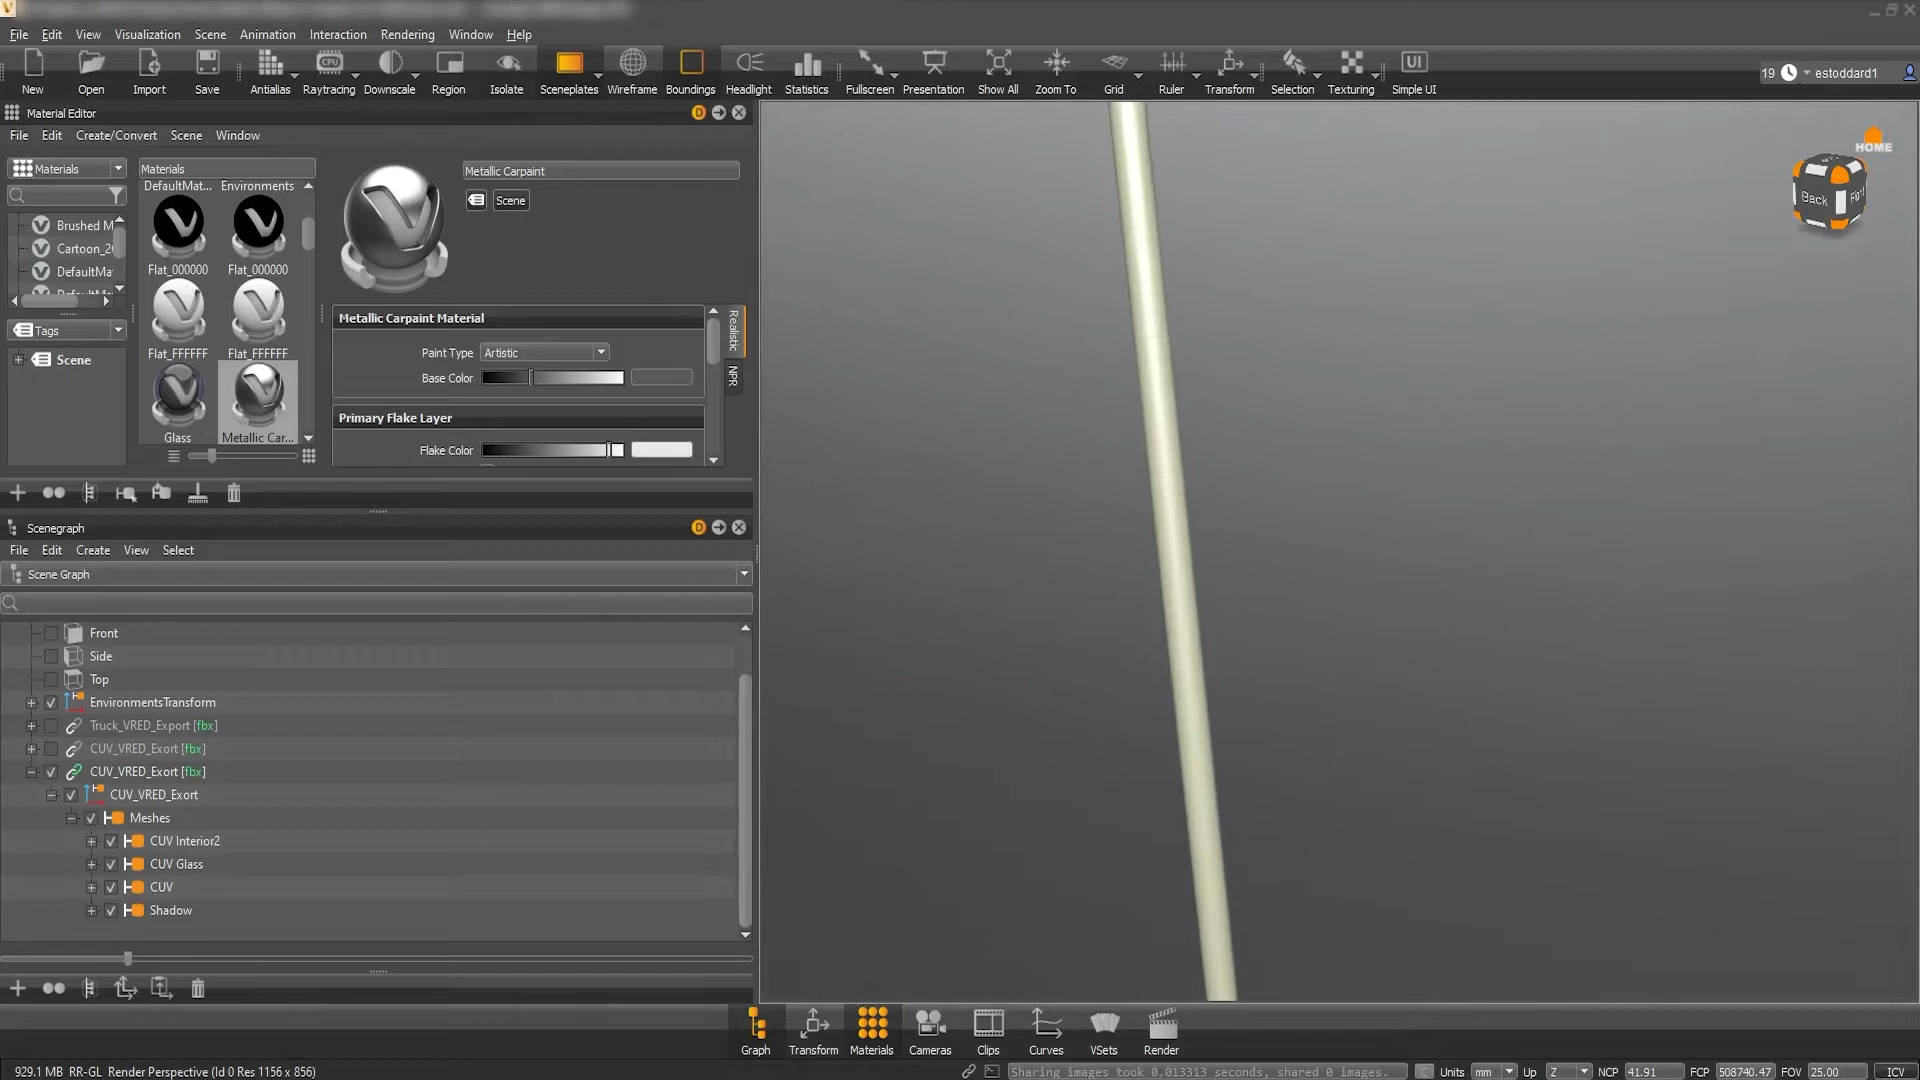 File Edit View Visualization Scene Animation Interaction Rendering Window Help
New Open Import Save Antialias Raytracing Downscale Region Isolate Sceneplates Wireframe Boundings Headlight Statistics Fullscreen Presentation Show All Zoom To Grid Ruler Transform Selection Texturing Simple UI
CPU
UI
19 estoddard1
Material Editor
D
File Edit Create/Convert Scene Window
Materials
Materials
Metallic Carpaint
Scene
DefaultMat... Environments
Brushed M
Cartoon_2
DefaultMa
Flat_000000 Flat_000000
Tags
Scene
Flat_FFFFFF Flat_FFFFFF
Glass Metallic Car...
Metallic Carpaint Material
Paint Type Artistic
Base Color
Primary Flake Layer
Flake Color
Realistic
NPR
Scenegraph
D
File Edit Create View Select
Scene Graph
Front
Side
Top
EnvironmentsTransform
Truck_VRED_Export [fbx]
CUV_VRED_Exort [fbx]
CUV_VRED_Exort [fbx]
CUV_VRED_Exort
Meshes
CUV Interior2
CUV Glass
CUV
Shadow
HOME
Back
Graph Transform Materials Cameras Clips Curves VSets Render
929.1 MB RR-GL Render Perspective (Id 0 Res 1156 x 856)
Sharing images took 0.013313 seconds, shared 0 images.
C Units mm Up Z NCP 41.91 FCP 508740.47 FOV 25.00 ICV